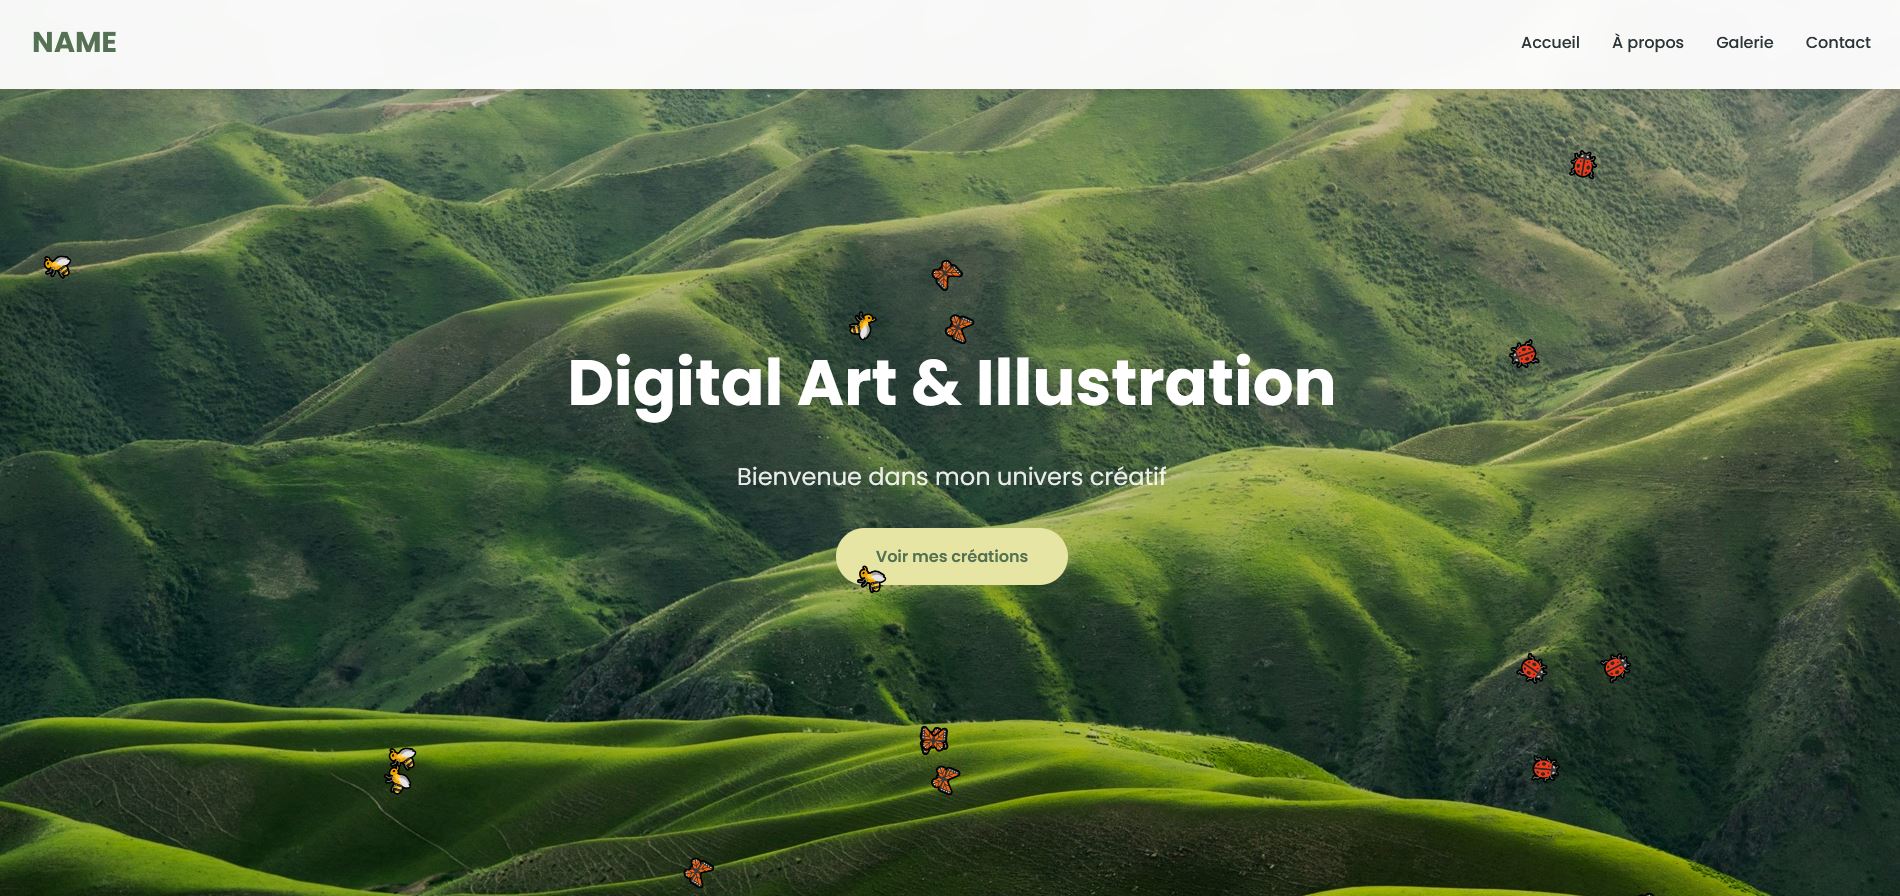 NAME
Accueil À propos Galerie Contact
Digital Art & Illustration
Bienvenue dans mon univers créatif
Voir mes créations